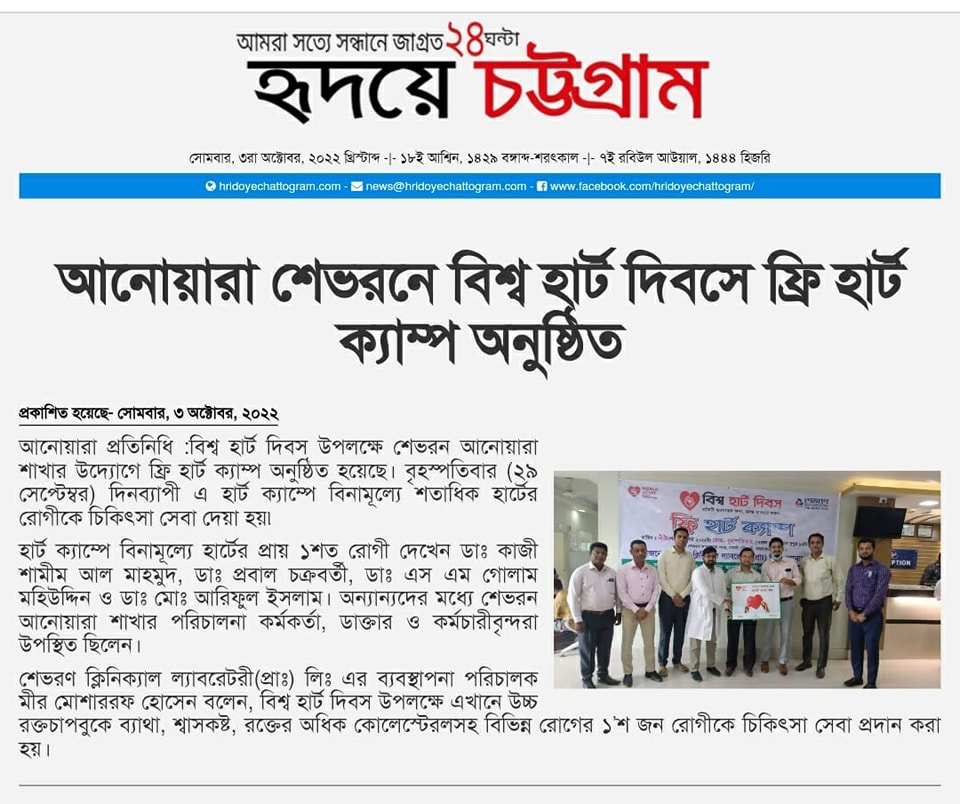 আমরা সত্যে সন্ধানে জাগ্রত ২৪ ঘন্টা
হৃদয়ে চট্টগ্রাম
সোমবার, ৩রা অক্টোবর, ২০২২ খ্রিস্টাব্দ -|- ১৮ই আশ্বিন, ১৪২৯ বঙ্গাব্দ-শরৎকাল -|- ৭ই রবিউল আউয়াল, ১৪৪৪ হিজরি
hridoyechattogram.com - news@hridoyechattogram.com - www.facebook.com/hridoyechattogram/
আনোয়ারা শেভরনে বিশ্ব হার্ট দিবসে ফ্রি হার্ট
ক্যাম্প অনুষ্ঠিত
প্রকাশিত হয়েছে- সোমবার, ৩ অক্টোবর, ২০২২
আনোয়ারা প্রতিনিধি :বিশ্ব হার্ট দিবস উপলক্ষে শেভরন আনোয়ারা
শাখার উদ্যোগে ফ্রি হার্ট ক্যাম্প অনুষ্ঠিত হয়েছে। বৃহস্পতিবার (২৯
সেপ্টেম্বর) দিনব্যাপী এ হার্ট ক্যাম্পে বিনামূল্যে শতাধিক হার্টের
রোগীকে চিকিৎসা সেবা দেয়া হয়৷
হার্ট ক্যাম্পে বিনামূল্যে হার্টের প্রায় ১শত রোগী দেখেন ডাঃ কাজী
শামীম আল মাহমুদ, ডাঃ প্রবাল চক্রবর্তী, ডাঃ এস এম গোলাম
মহিউদ্দিন ও ডাঃ মোঃ আরিফুল ইসলাম। অন্যান্যদের মধ্যে শেভরন
আনোয়ারা শাখার পরিচালনা কর্মকর্তা, ডাক্তার ও কর্মচারীবৃন্দরা
উপস্থিত ছিলেন।
শেভরণ ক্লিনিক্যাল ল্যাবরেটরী(প্রাঃ) লিঃ এর ব্যবস্থাপনা পরিচালক
মীর মোশাররফ হোসেন বলেন, বিশ্ব হার্ট দিবস উপলক্ষে এখানে উচ্চ
রক্তচাপবুকে ব্যাথা, শ্বাসকষ্ট, রক্তের অধিক কোলেস্টেরলসহ বিভিন্ন রোগের ১'শ জন রোগীকে চিকিৎসা সেবা প্রদান করা
হয়।
বিশ্ব হার্ট দিবস
ফ্রি হার্ট ক্যাম্প